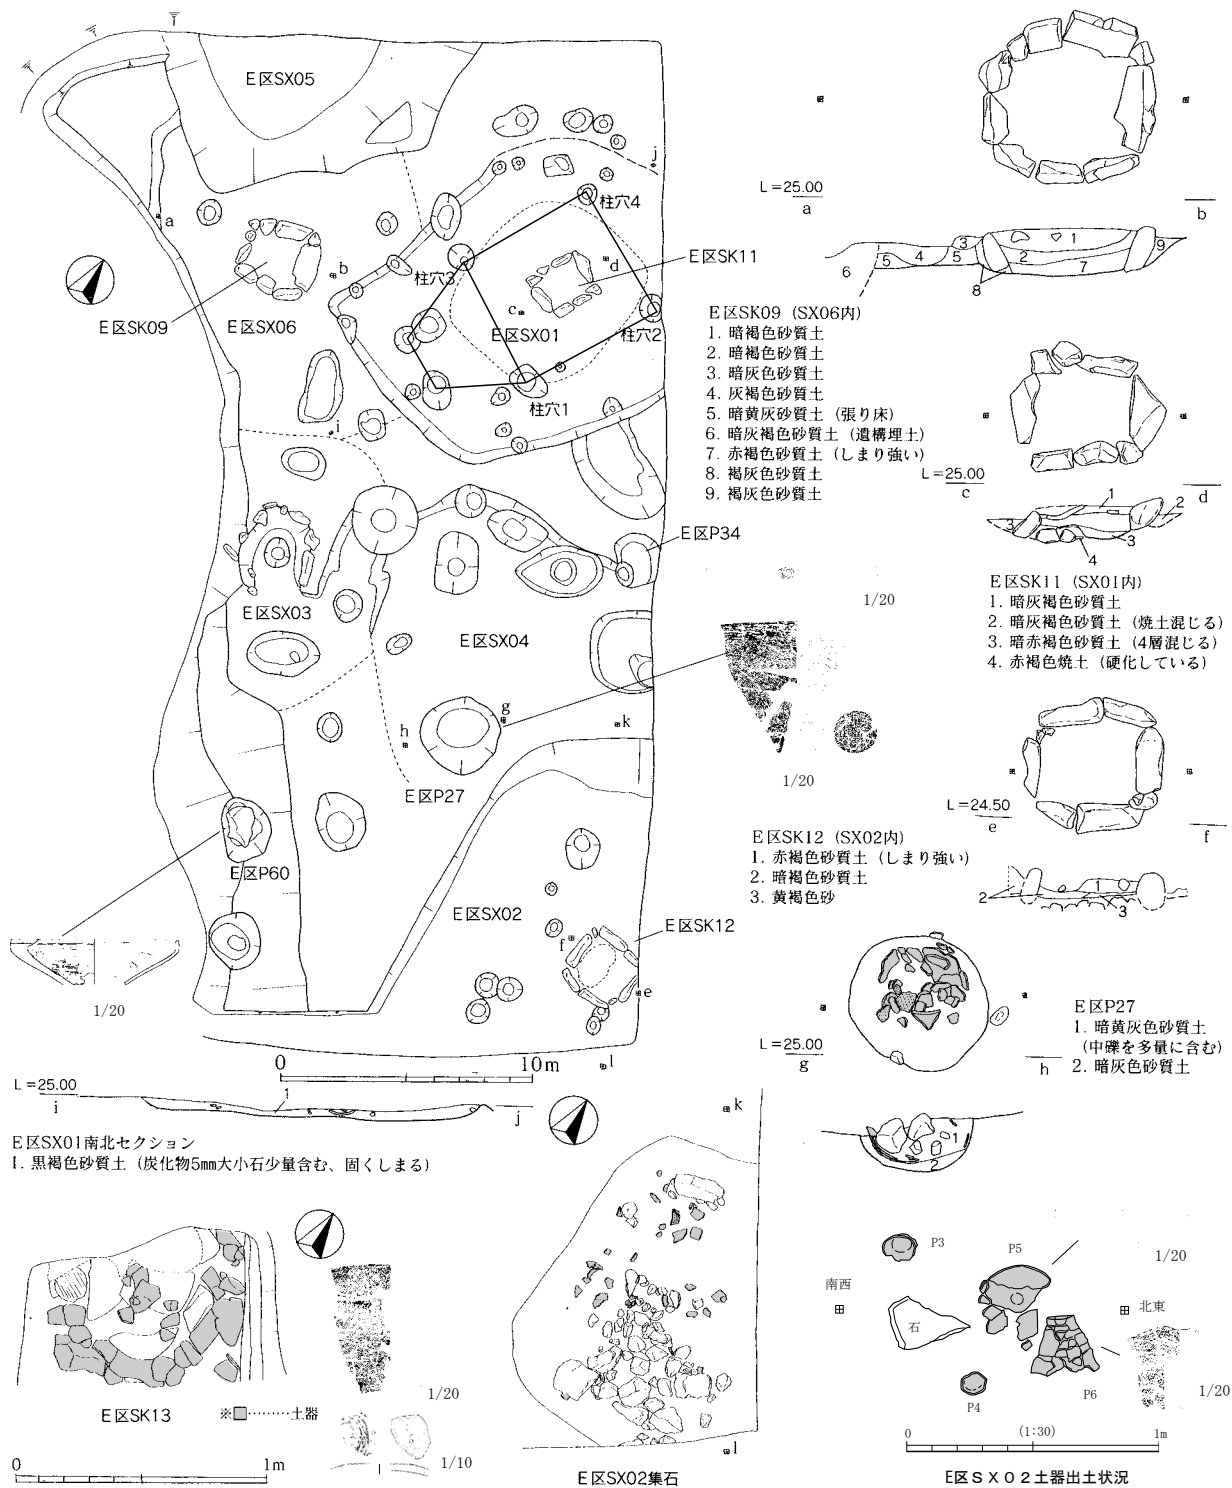 E区SX05
a
b
j
柱穴4
E区SK11
柱穴3
d
c
E区SX01
柱穴2
E区SK09
E区SX06
柱穴1
i
E区P34
E区SX03
E区SX04
g
k
h
E区P27
E区P60
E区SX02
E区SK12
f
e
l
1/20
0 10m
L=25.00
a
b
1
2
3
4
5
5
6
7
8
9
E区SK09 (SX06内)
1. 暗褐色砂質土
2. 暗褐色砂質土
3. 暗灰色砂質土
4. 灰褐色砂質土
5. 暗黄灰砂質土 (張り床)
6. 暗灰褐色砂質土 (遺構埋土)
7. 赤褐色砂質土 (しまり強い)
8. 褐灰色砂質土
9. 褐灰色砂質土
L=25.00
c
d
1
2
3
3
4
E区SK11 (SX01内)
1. 暗灰褐色砂質土
2. 暗灰褐色砂質土 (焼土混じる)
3. 暗赤褐色砂質土 (4層混じる)
4. 赤褐色焼土 (硬化している)
1/20
1/20
L=24.50
e
f
E区SK12 (SX02内)
1. 赤褐色砂質土 (しまり強い)
2. 暗褐色砂質土
3. 黄褐色砂
1
2
3
L=25.00
g
h
E区P27
1. 暗黄灰色砂質土
(中礫を多量に含む)
2. 暗灰色砂質土
1
2
L=25.00
i
1
j
E区SX01南北セクション
1. 黒褐色砂質土 (炭化物5mm大小石少量含む、固くしまる)
E区SK13
※ ………土器
0 1m
1/20
1/10
k
l
E区SX02集石
P3
P5
1/20
南西
北東
石
P4
P6
1/20
0 (1:30) 1m
E区SX02土器出土状況